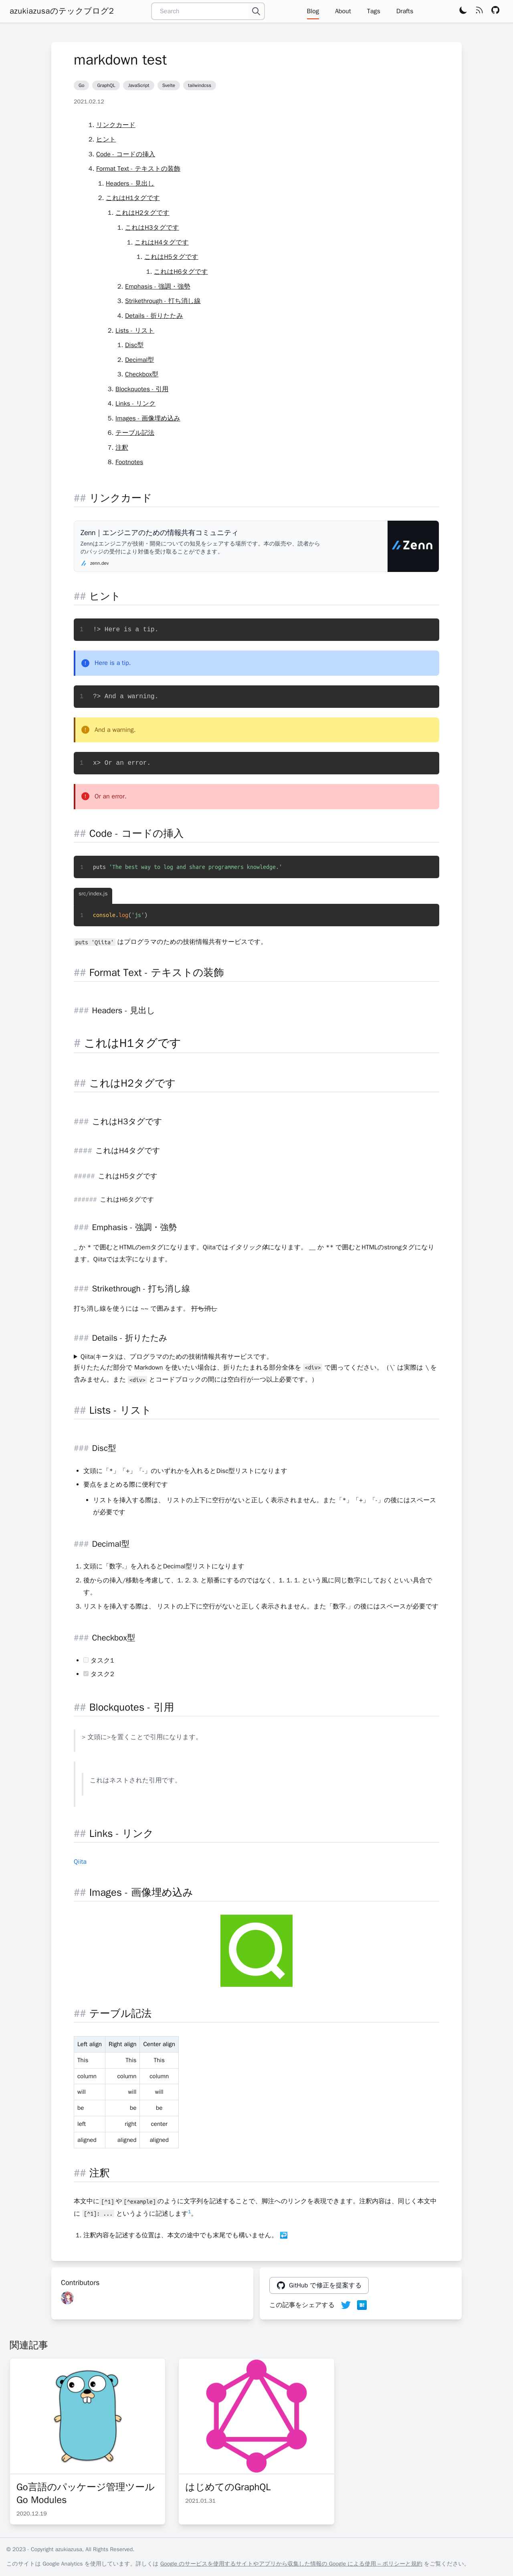 azukiazusaのテックブログ2
Search
Blog
About
Tags
Drafts
markdown test
Go
GraphQL
JavaScript
Svelte
tailwindcss
2021.02.12
1. リンクカード
2. ヒント
3. Code - コードの挿入
4. Format Text - テキストの装飾
1. Headers - 見出し
2. これはH1タグです
1. これはH2タグです
1. これはH3タグです
1. これはH4タグです
1. これはH5タグです
1. これはH6タグです
2. Emphasis - 強調・強勢
3. Strikethrough - 打ち消し線
4. Details - 折りたたみ
2. Lists - リスト
1. Disc型
2. Decimal型
3. Checkbox型
3. Blockquotes - 引用
4. Links - リンク
5. Images - 画像埋め込み
6. テーブル記法
7. 注釈
8. Footnotes
## リンクカード
Zenn｜エンジニアのための情報共有コミュニティ
Zennはエンジニアが技術・開発についての知見をシェアする場所です。本の販売や、読者から
のバッジの受付により対価を受け取ることができます。
zenn.dev
Zenn
## ヒント
1 !> Here is a tip.
Here is a tip.
1 ?> And a warning.
And a warning.
1 x> Or an error.
Or an error.
## Code - コードの挿入
1 puts 'The best way to log and share programmers knowledge.'
src/index.js
1 console.log('js')
puts 'Qiita' はプログラマのための技術情報共有サービスです。
## Format Text - テキストの装飾
### Headers - 見出し
# これはH1タグです
## これはH2タグです
### これはH3タグです
#### これはH4タグです
##### これはH5タグです
###### これはH6タグです
### Emphasis - 強調・強勢
_ か * で囲むとHTMLのemタグになります。Qiitaではイタリック体になります。 __ か ** で囲むとHTMLのstrongタグになり
ます。Qiitaでは太字になります。
### Strikethrough - 打ち消し線
打ち消し線を使うには ~~ で囲みます。 打ち消し
### Details - 折りたたみ
▶ Qiita(キータ)は、プログラマのための技術情報共有サービスです。
折りたたんだ部分で Markdown を使いたい場合は、折りたたまれる部分全体を <div> で囲ってください。（ \` は実際は \ を
含みません。また <div> とコードブロックの間には空白行が一つ以上必要です。）
## Lists - リスト
### Disc型
• 文頭に「*」「+」「-」のいずれかを入れるとDisc型リストになります
• 要点をまとめる際に便利です
• リストを挿入する際は、 リストの上下に空行がないと正しく表示されません。また「*」「+」「-」の後にはスペース
が必要です
### Decimal型
1. 文頭に「数字.」を入れるとDecimal型リストになります
2. 後からの挿入/移動を考慮して、1. 2. 3. と順番にするのではなく、1. 1. 1. という風に同じ数字にしておくといい具合で
す。
3. リストを挿入する際は、 リストの上下に空行がないと正しく表示されません。また「数字.」の後にはスペースが必要です
### Checkbox型
• タスク1
• タスク2
## Blockquotes - 引用
> 文頭に>を置くことで引用になります。
これはネストされた引用です。
## Links - リンク
Qiita
## Images - 画像埋め込み
## テーブル記法
Left align Right align Center align
This This This
column column column
will will will
be be be
left right center
aligned aligned aligned
## 注釈
本文中に [^1] や [^example] のように文字列を記述することで、脚注へのリンクを表現できます。注釈内容は、同じく本文中
に [^1]: ... というように記述します1。
1. 注釈内容を記述する位置は、本文の途中でも末尾でも構いません。 ↩
Contributors
GitHub で修正を提案する
この記事をシェアする
B!
関連記事
Go言語のパッケージ管理ツール
Go Modules
2020.12.19
はじめてのGraphQL
2021.01.31
© 2023 - Copyright azukiazusa, All Rights Reserved.
このサイトは Google Analytics を使用しています。詳しくは Google のサービスを使用するサイトやアプリから収集した情報の Google による使用 – ポリシーと規約 をご覧ください。